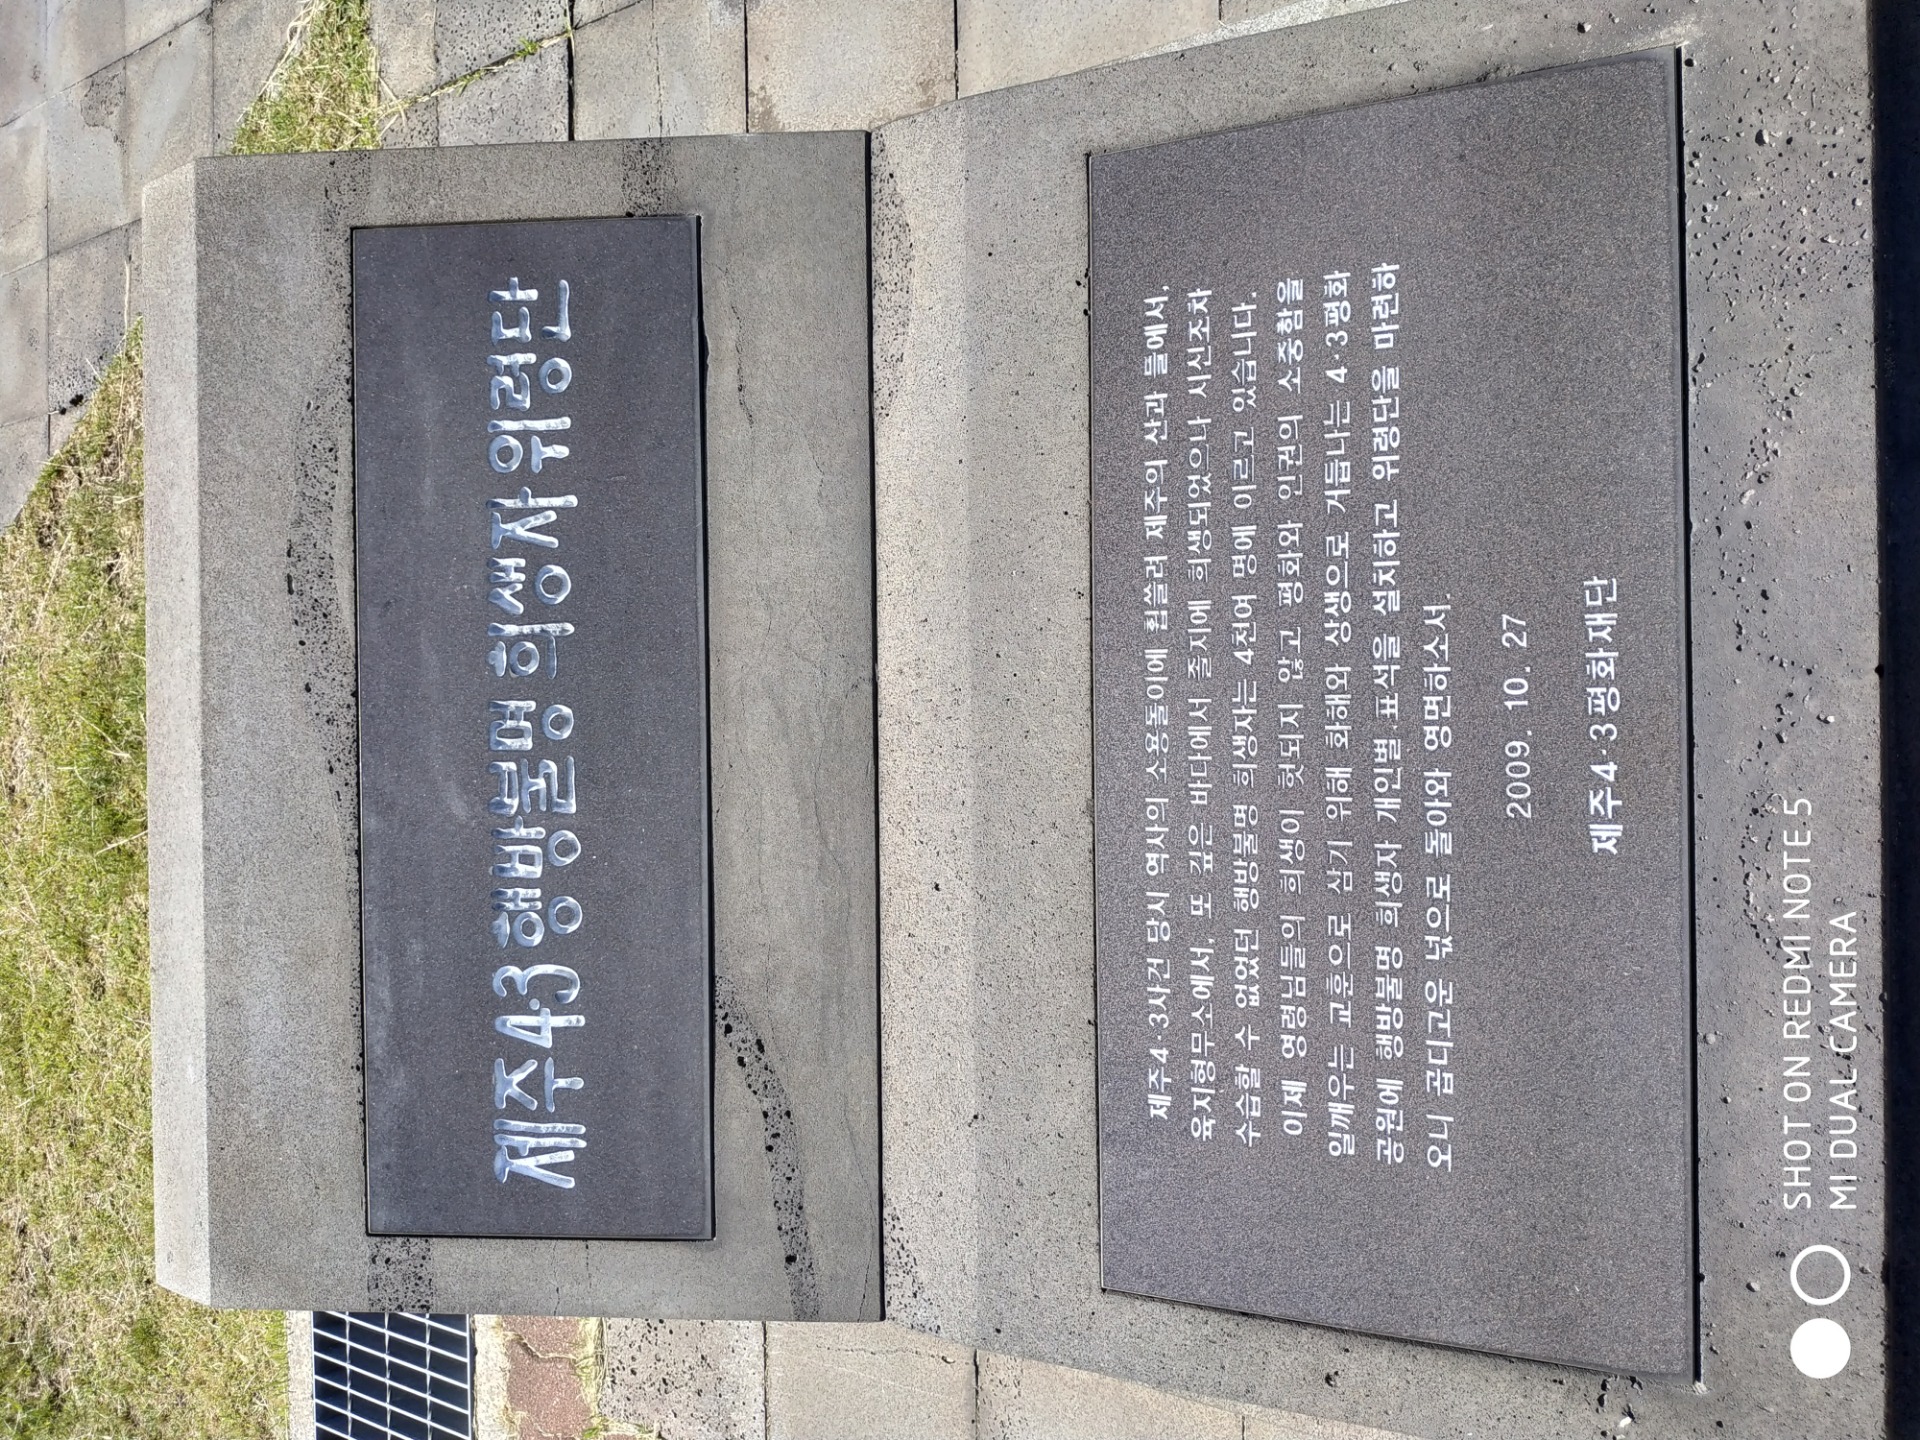 제주4·3 행방불명 희생자 위령단
제주4·3사건 당시 역사의 소용돌이에 휩쓸려 제주의 산과 들에서,
육지형무소에서, 또 깊은 바다에서 졸지에 희생되었으나 시신조차
수습할 수 없었던 행방불명 희생자는 4천여 명에 이르고 있습니다.
이제 영령님들의 희생이 헛되지 않고 평화와 인권의 소중함을
일깨우는 교훈으로 삼기 위해 화해와 상생으로 거듭나는 4·3평화
공원에 행방불명 희생자 개인별 표석을 설치하고 위령단을 마련하
오니 곱디고운 넋으로 돌아와 영면하소서.
2009. 10. 27
제주4·3평화재단
SHOT ON REDMI NOTE 5
MI DUAL CAMERA